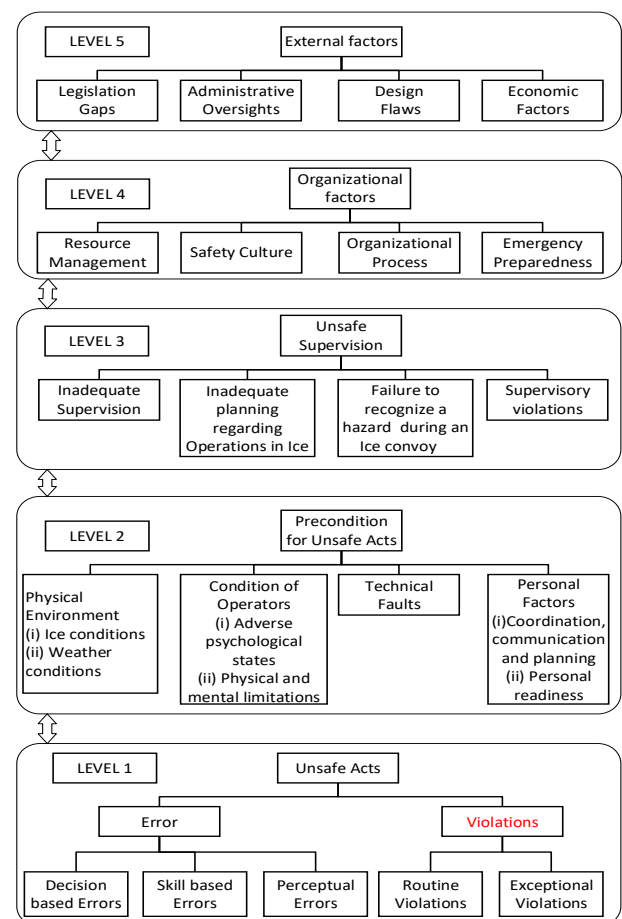 LEVEL 5
External factors
Legislation
Gaps
Administrative
Oversights
Design
Flaws
Economic
Factors
LEVEL 4
Organizational
factors
Resource
Management
Safety Culture
Organizational
Process
Emergency
Preparedness
LEVEL 3
Unsafe
Supervision
Inadequate
Supervision
Inadequate
planning
regarding
Operations in Ice
Failure to
recognize a
hazard during an
Ice convoy
Supervisory
violations
LEVEL 2
Precondition
for Unsafe Acts
Physical
Environment
(i) Ice conditions
(ii) Weather
conditions
Condition of
Operators
(i) Adverse
psychological
states
(ii) Physical and
mental limitations
Technical
Faults
Personal
Factors
(i)Coordination,
communication
and planning
(ii) Personal
readiness
LEVEL 1
Unsafe Acts
Error
Violations
Decision
based Errors
Skill based
Errors
Perceptual
Errors
Routine
Violations
Exceptional
Violations